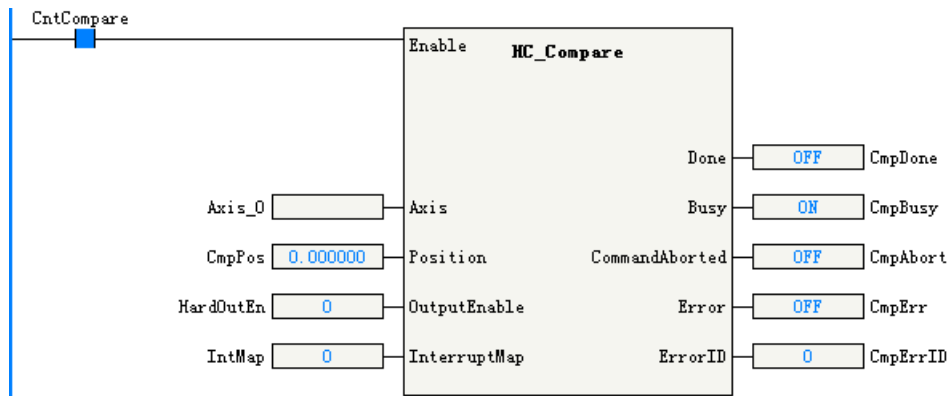 CntCompare
Enable HC_Compare
Done OFF CmpDone
Axis_0 Axis Busy ON CmpBusy
CmpPos 0.000000 Position CommandAborted OFF CmpAbort
HardOutEn 0 OutputEnable Error OFF CmpErr
IntMap 0 InterruptMap ErrorID 0 CmpErrID